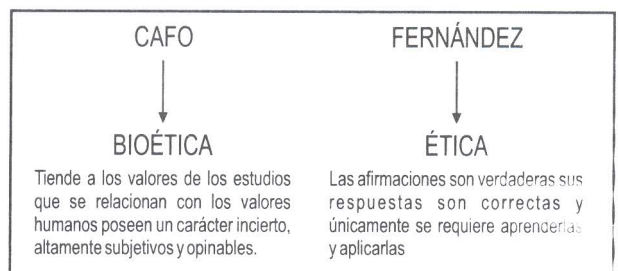 CAFO
BIOÉTICA
Tiende a los valores de los estudios
que se relacionan con los valores
humanos poseen un carácter incierto,
altamente subjetivos y opinables.
FERNÁNDEZ
ÉTICA
Las afirmaciones son verdaderas sus
respuestas son correctas y
únicamente se requiere aprenderlas
y aplicarlas